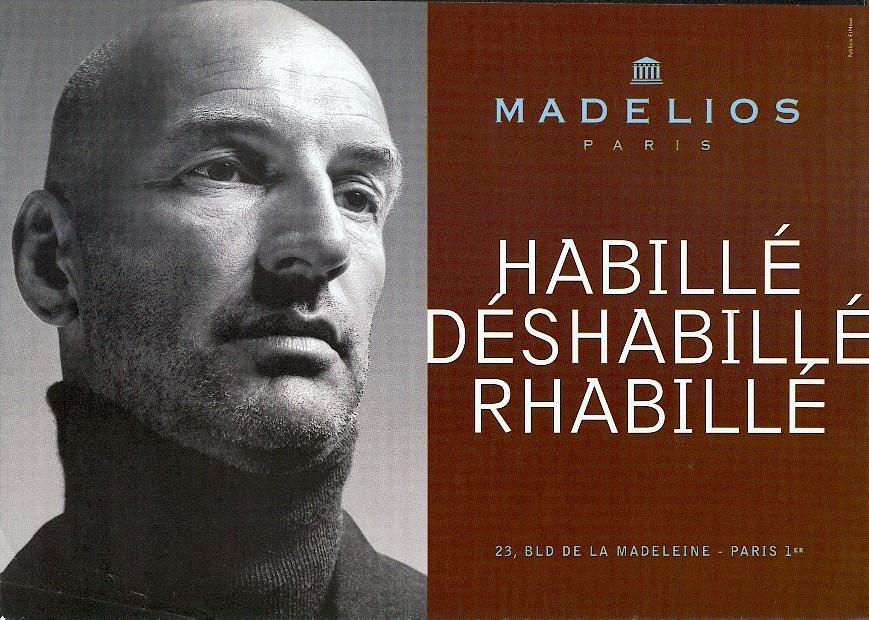 MADELIOS
PARIS
HABILLÉ
DÉSHABILLÉ
RHABILLÉ
23, BLD DE LA MADELEINE - PARIS 1ER